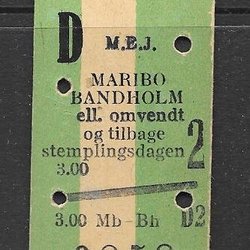 D M.B.J.
MARIBO
BANDHOLM
ell. omvendt
og tilbage
stemplingsdagen 2
3.00
3.00 Mb-Bh D2